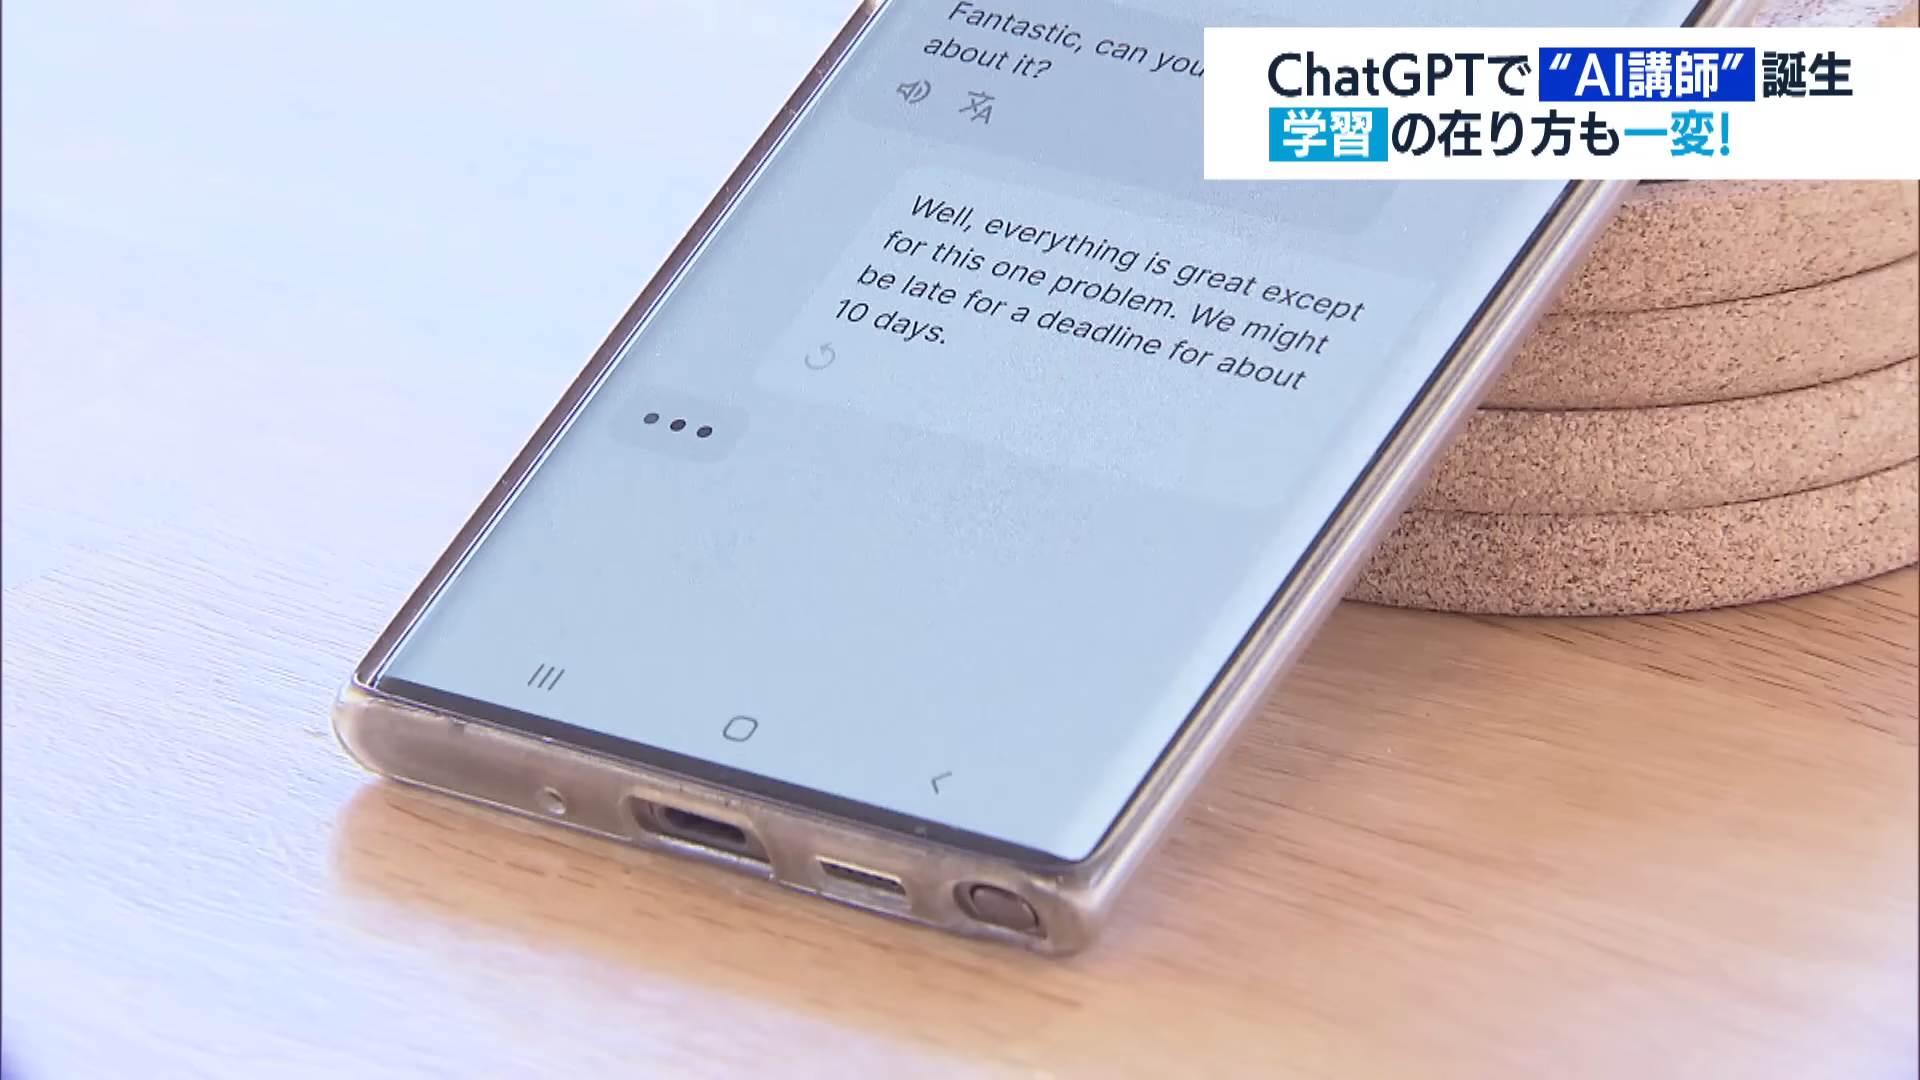 ChatGPTで“AI講師”誕生
学習の在り方も一変!
Fantastic, can you
about it?
Well, everything is great except
for this one problem. We might
be late for a deadline for about
10 days.